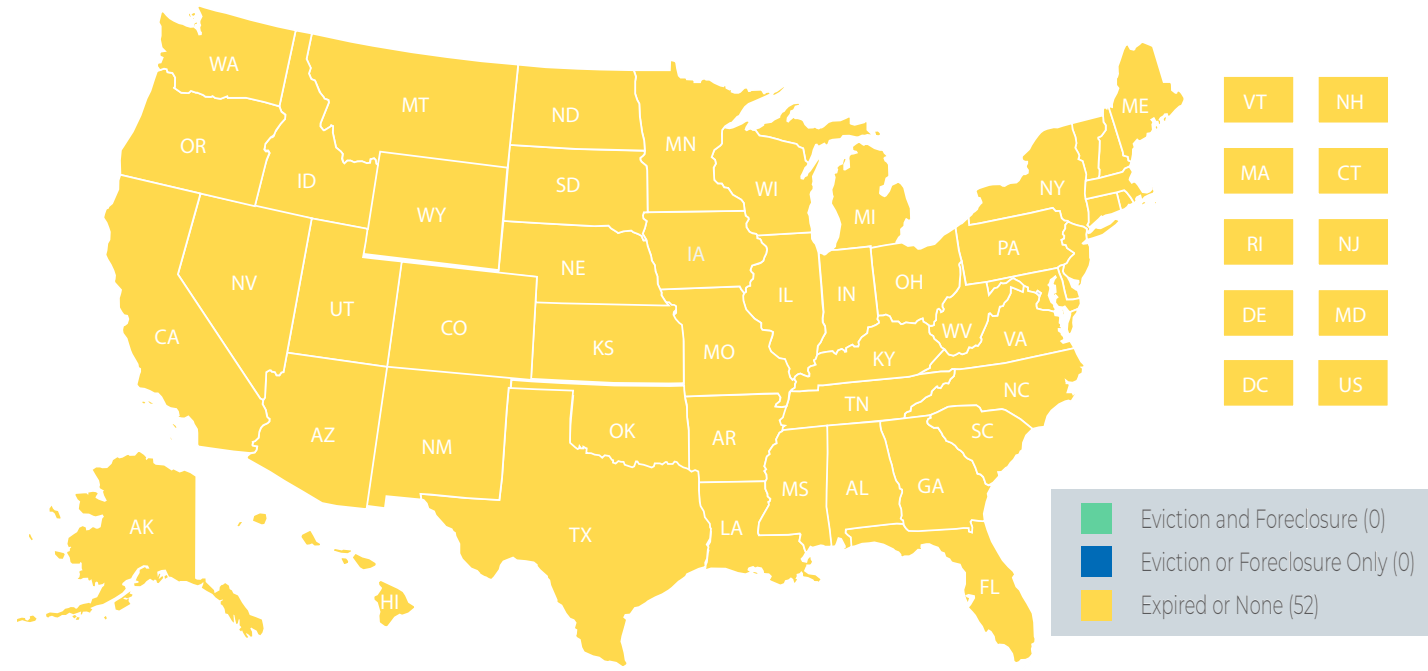 WA
MT
ND
MN
ME
VT
NH
OR
ID
SD
WI
MI
NY
MA
CT
WY
IA
PA
RI
NJ
NV
NE
IL
IN
OH
UT
CO
KS
MO
KY
WV
VA
DE
MD
CA
AZ
NM
OK
AR
TN
NC
SC
DC
US
TX
LA
MS
AL
GA
FL
AK
HI
Eviction and Foreclosure (0)
Eviction or Foreclosure Only (0)
Expired or None (52)